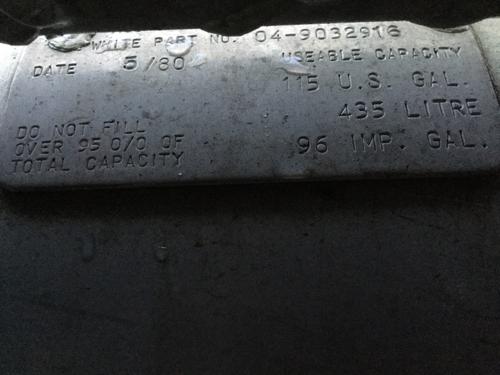 WHITE PART NO. 04-9032916
DATE 5/80
USEABLE CAPACITY
115 U.S. GAL.
435 LITRE
96 IMP. GAL.
DO NOT FILL
OVER 95 0/0 OF
TOTAL CAPACITY